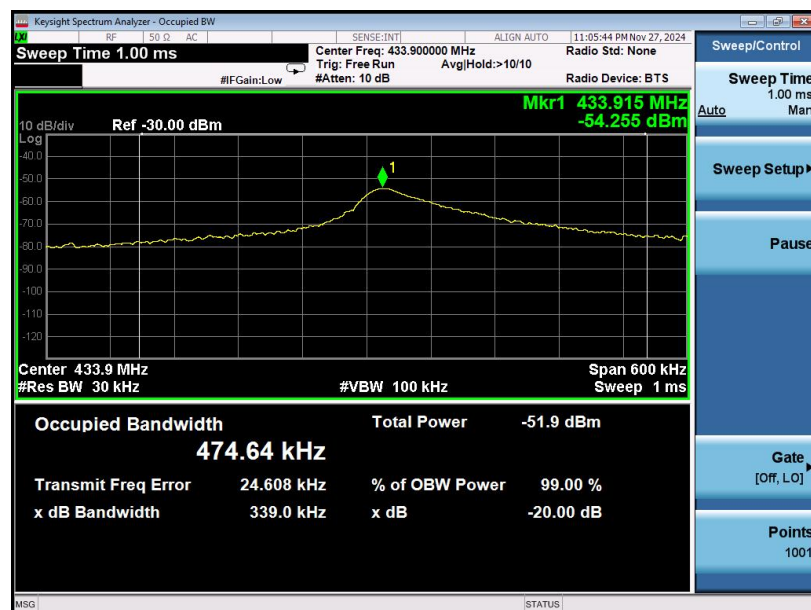 Keysight Spectrum Analyzer - Occupied BW
LXI RF 50 Ω AC SENSE:INT ALIGN AUTO 11:05:44 PM Nov 27, 2024
Sweep Time 1.00 ms
Center Freq: 433.900000 MHz
Radio Std: None
Trig: Free Run Avg|Hold:>10/10
#IFGain:Low
#Atten: 10 dB
Radio Device: BTS
Mkr1 433.915 MHz
-54.255 dBm
10 dB/div Ref -30.00 dBm
Log
-40.0
-50.0
-60.0
-70.0
-80.0
-90.0
-100
-110
-120
1
Center 433.9 MHz Span 600 kHz
#Res BW 30 kHz #VBW 100 kHz Sweep 1 ms
Occupied Bandwidth Total Power -51.9 dBm
474.64 kHz
Transmit Freq Error 24.608 kHz % of OBW Power 99.00 %
x dB Bandwidth 339.0 kHz x dB -20.00 dB
MSG STATUS
Sweep/Control
Sweep Time
1.00 ms
Auto Man
Sweep Setup
Pause
Gate
[Off, LO]
Points
1001